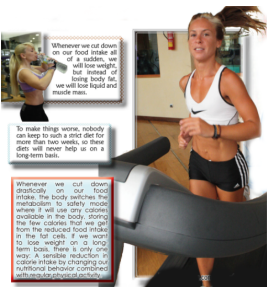 Whenever we cut down
on our food intake all
of a sudden, we
will lose weight,
but instead of
losing body fat,
we will lose liquid and
muscle mass.
To make things worse, nobody
can keep to such a strict diet for
more than two weeks, so these
diets will never help us on a
long-term basis.
Whenever we cut down
drastically on our food
intake, the body switches the
metabolism to safety mode
where it will use any calories
available in the body, storing
the few calories that we get
from the reduced food intake
in the fat cells. If we want
to lose weight on a long
term basis, there is only one
way: A sensible reduction in
calorie intake by changing our
nutritional behavior combined
with regular physical activity.